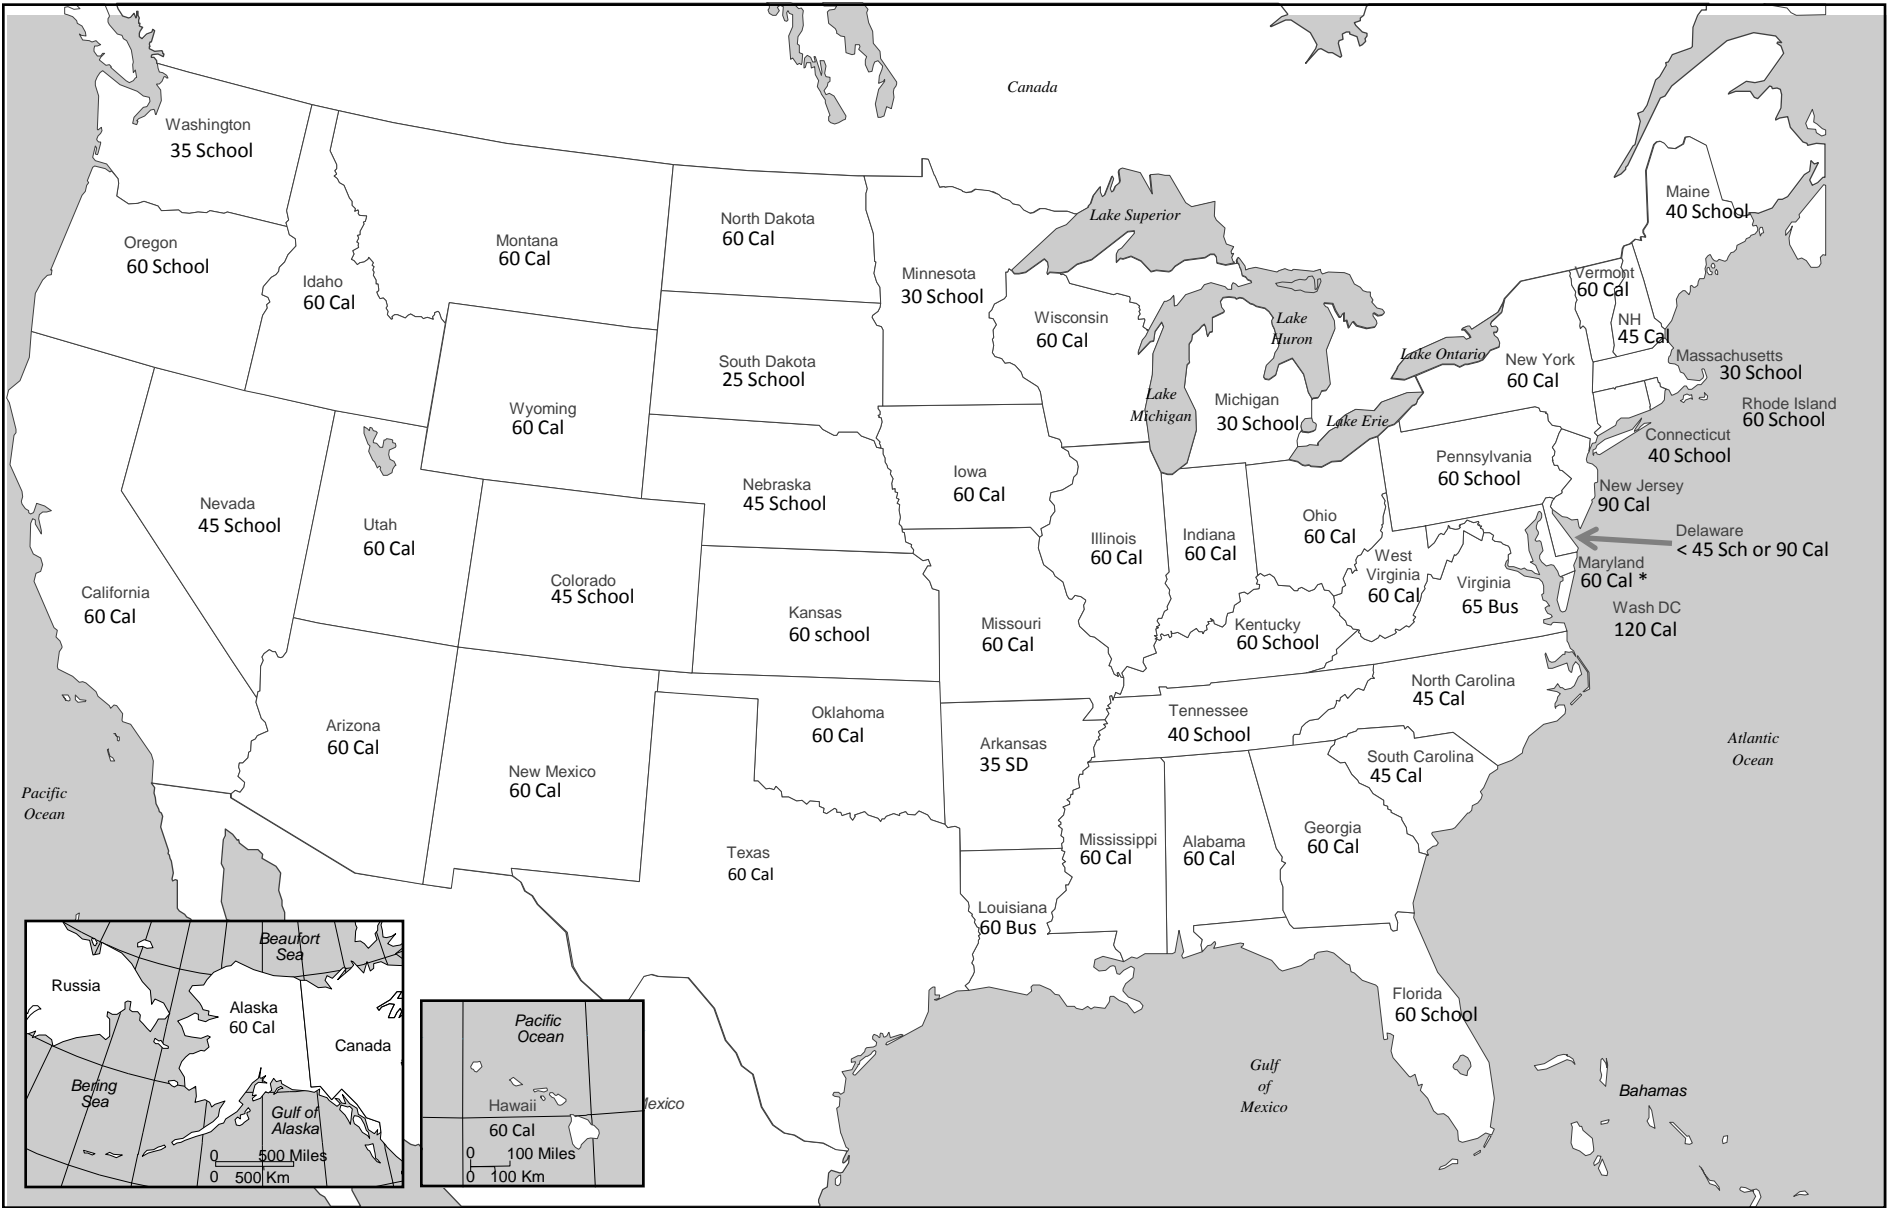 Canada
Washington
35 School
Oregon
60 School
Idaho
60 Cal
Montana
60 Cal
North Dakota
60 Cal
Minnesota
30 School
Lake Superior
Wisconsin
60 Cal
Lake
Huron
Lake
Michigan
Michigan
30 School
Lake Erie
Lake Ontario
Maine
40 School
Vermont
60 Cal
NH
45 Cal
New York
60 Cal
Massachusetts
30 School
Rhode Island
60 School
Connecticut
40 School
South Dakota
25 School
Wyoming
60 Cal
Nebraska
45 School
Iowa
60 Cal
Pennsylvania
60 School
New Jersey
90 Cal
Delaware
< 45 Sch or 90 Cal
Maryland
60 Cal *
Wash DC
120 Cal
Nevada
45 School
Utah
60 Cal
California
60 Cal
Colorado
45 School
Kansas
60 school
Missouri
60 Cal
Illinois
60 Cal
Indiana
60 Cal
Ohio
60 Cal
West
Virginia
60 Cal
Virginia
65 Bus
Kentucky
60 School
North Carolina
45 Cal
Tennessee
40 School
South Carolina
45 Cal
Arizona
60 Cal
New Mexico
60 Cal
Oklahoma
60 Cal
Arkansas
35 SD
Texas
60 Cal
Mississippi
60 Cal
Alabama
60 Cal
Georgia
60 Cal
Louisiana
60 Bus
Florida
60 School
Atlantic
Ocean
Pacific
Ocean
Gulf
of
Mexico
Bahamas
Beaufort
Sea
Russia
Alaska
60 Cal
Canada
Bering
Sea
Gulf of
Alaska
0 500 Miles
0 500 Km
Pacific
Ocean
Hawaii
60 Cal
0 100 Miles
0 100 Km
lexico